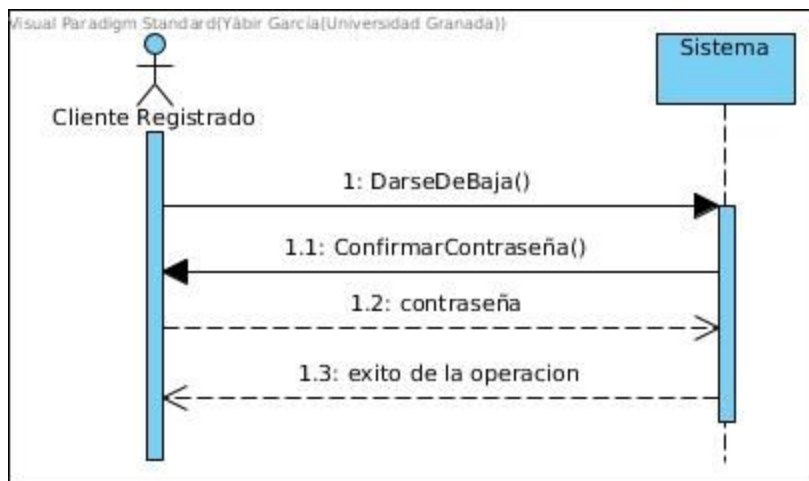 Visual Paradigm Standard(Yábir García(Universidad Granada))
Sistema
Cliente Registrado
1: DarseDeBaja()
1.1: ConfirmarContraseña()
1.2: contraseña
1.3: exito de la operacion